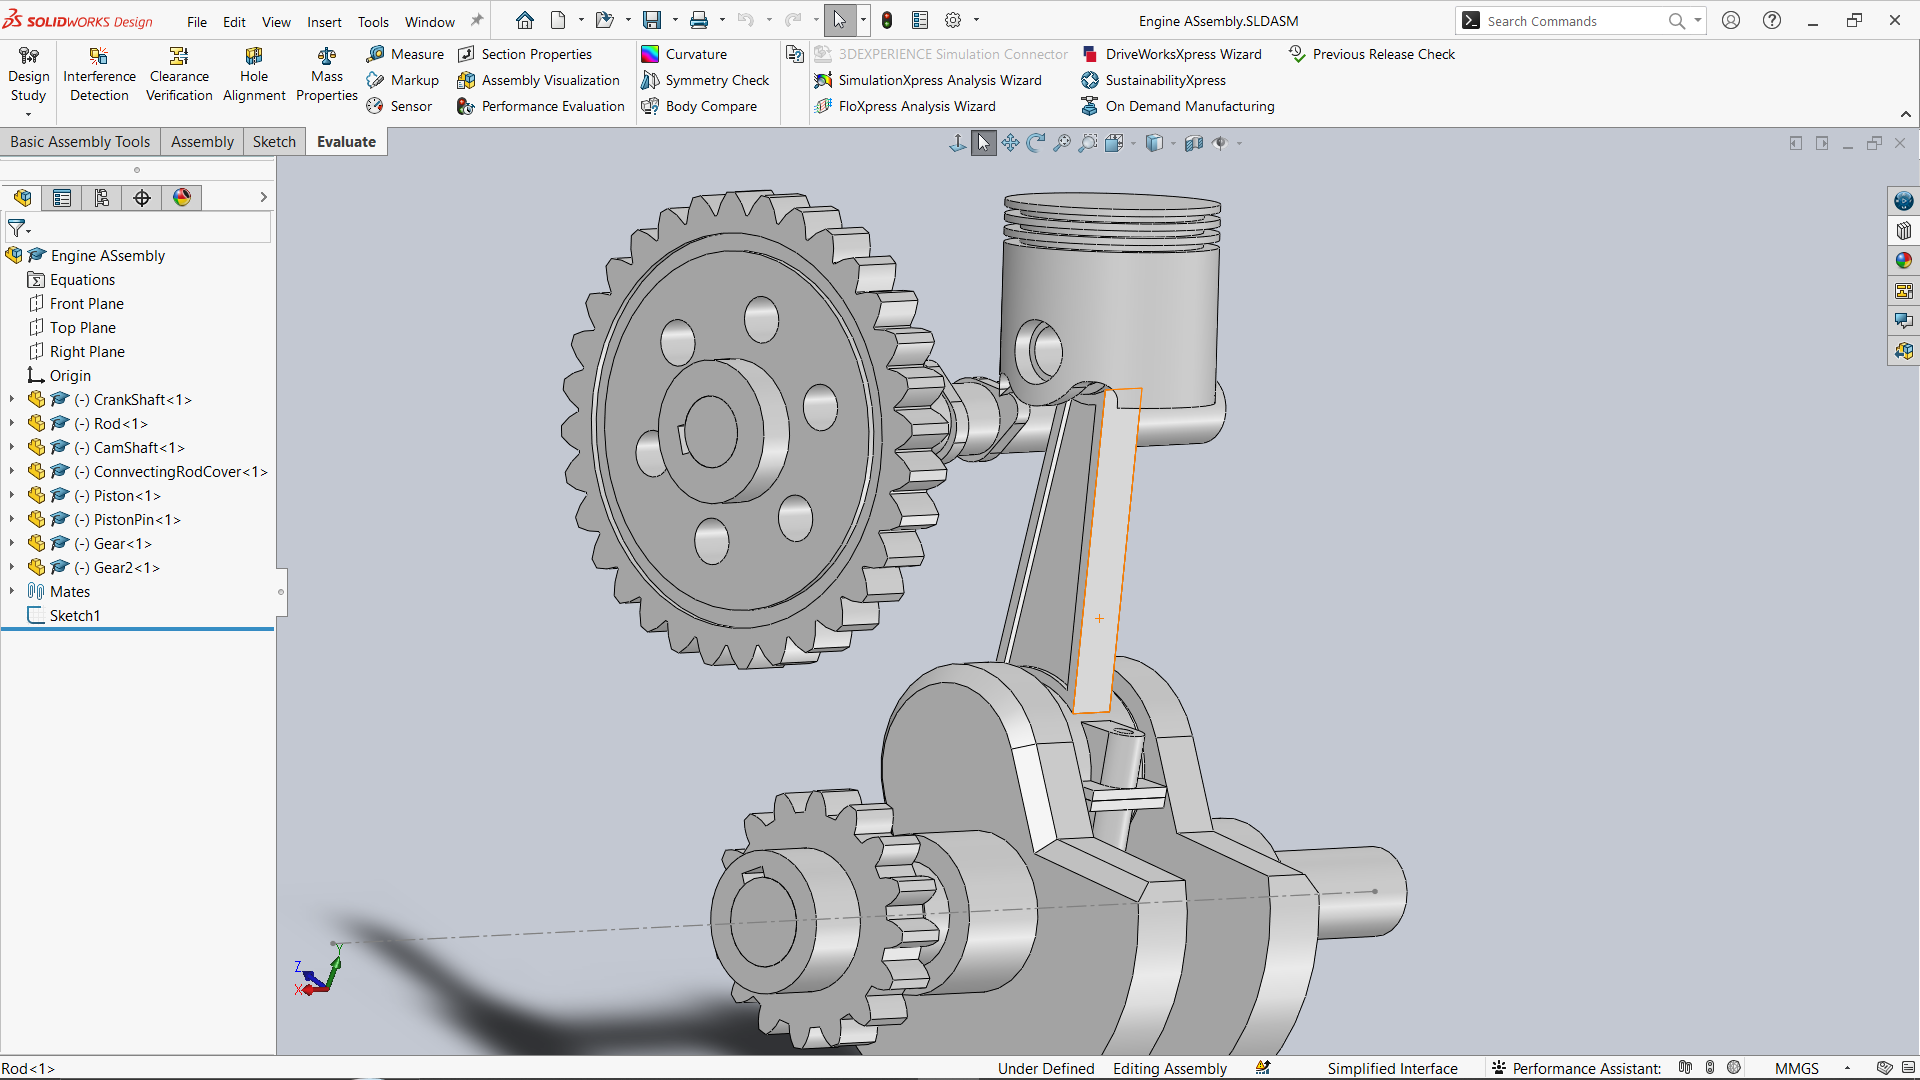 SOLIDWORKS Design
File Edit View Insert Tools Window
Engine ASsembly.SLDASM
Search Commands
Design Study
Interference Detection
Clearance Verification
Hole Alignment
Mass Properties
Measure
Markup
Sensor
Section Properties
Assembly Visualization
Performance Evaluation
Curvature
Symmetry Check
Body Compare
3DEXPERIENCE Simulation Connector
SimulationXpress Analysis Wizard
FloXpress Analysis Wizard
DriveWorksXpress Wizard
SustainabilityXpress
On Demand Manufacturing
Previous Release Check
Basic Assembly Tools Assembly Sketch Evaluate
Engine ASsembly
Equations
Front Plane
Top Plane
Right Plane
Origin
(-) CrankShaft<1>
(-) Rod<1>
(-) CamShaft<1>
(-) ConnvectingRodCover<1>
(-) Piston<1>
(-) PistonPin<1>
(-) Gear<1>
(-) Gear2<1>
Mates
Sketch1
Y
Z
X
Rod<1>
Under Defined Editing Assembly Simplified Interface Performance Assistant: MMGS